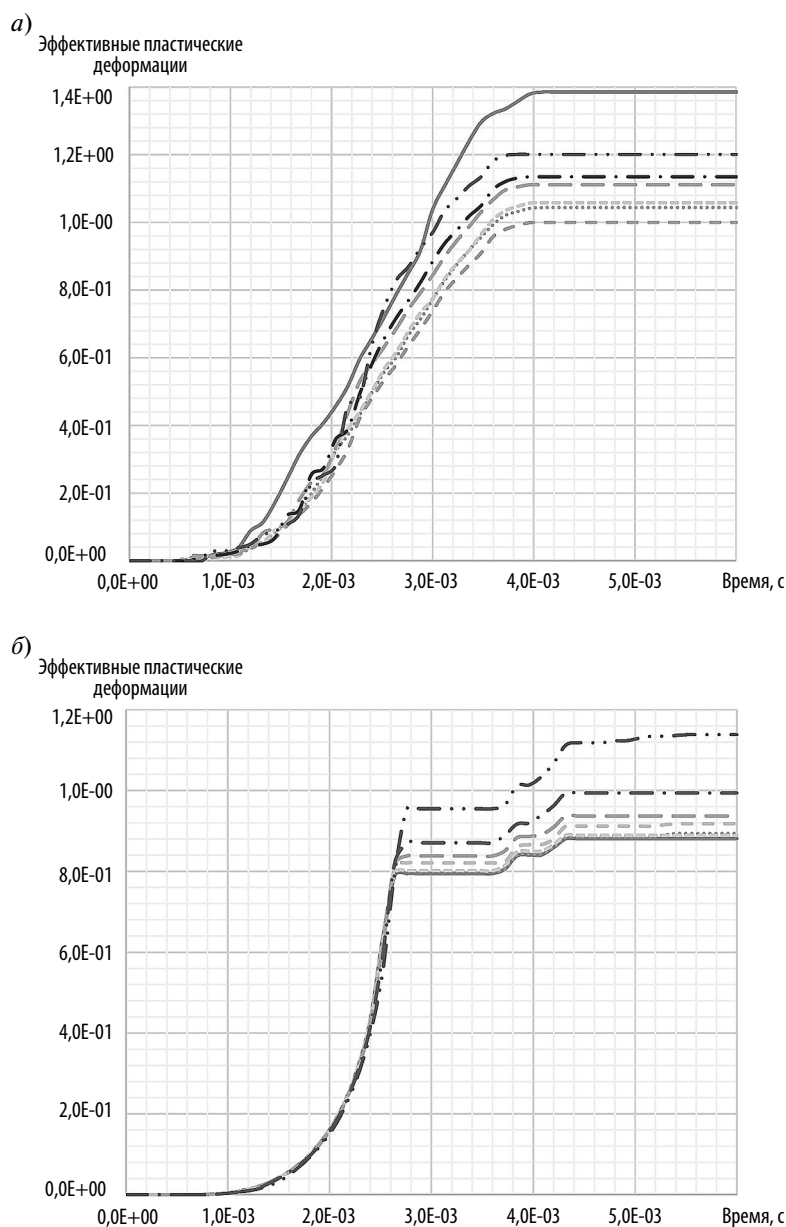 а)
Эффективные пластические
деформации
1,4E+00
1,2E+00
1,0E-00
8,0E-01
6,0E-01
4,0E-01
2,0E-01
0,0E+00
0,0E+00 1,0E-03 2,0E-03 3,0E-03 4,0E-03 5,0E-03 Время, с
б)
Эффективные пластические
деформации
1,2E+00
1,0E-00
8,0E-01
6,0E-01
4,0E-01
2,0E-01
0,0E+00
0,0E+00 1,0E-03 2,0E-03 3,0E-03 4,0E-03 5,0E-03 Время, с